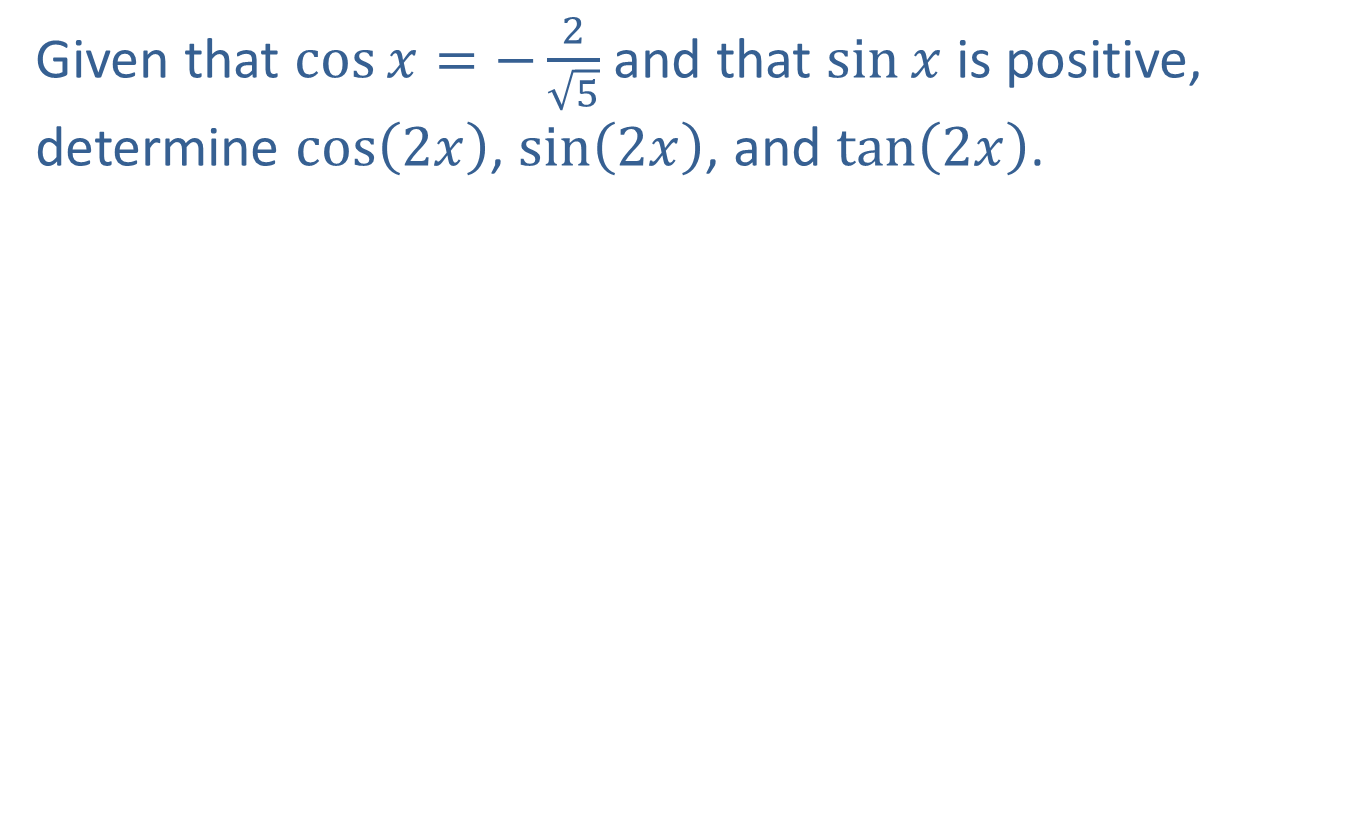 Given that cos x = −2/√5 and that sin x is positive,
determine cos(2x), sin(2x), and tan(2x).